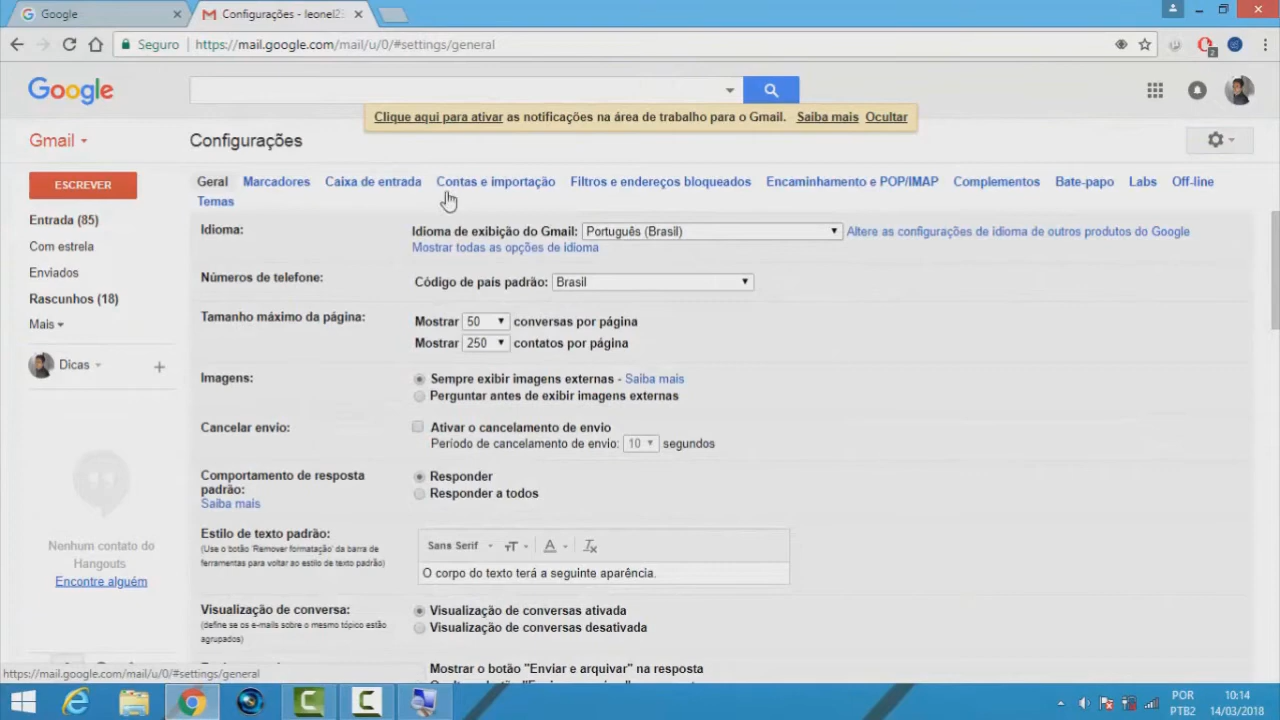 Google
Configurações - leonel2
Seguro
https://mail.google.com/mail/u/0/#settings/general
2
Google
Clique aqui para ativar as notificações na área de trabalho para o Gmail. Saiba mais Ocultar
Gmail
Configurações
ESCREVER
Geral Marcadores Caixa de entrada Contas e importação Filtros e endereços bloqueados Encaminhamento e POP/IMAP Complementos Bate-papo Labs Off-line
Temas
Entrada (85)
Com estrela
Enviados
Rascunhos (18)
Mais
Dicas
Nenhum contato do
Hangouts
Encontre alguém
Idioma:
Idioma de exibição do Gmail: Português (Brasil) Altere as configurações de idioma de outros produtos do Google
Mostrar todas as opções de idioma
Números de telefone:
Código de país padrão: Brasil
Tamanho máximo da página:
Mostrar 50 conversas por página
Mostrar 250 contatos por página
Imagens:
Sempre exibir imagens externas - Saiba mais
Perguntar antes de exibir imagens externas
Cancelar envio:
Ativar o cancelamento de envio
Período de cancelamento de envio: 10 segundos
Comportamento de resposta
padrão:
Saiba mais
Responder
Responder a todos
Estilo de texto padrão:
(Use o botão 'Remover formatação' da barra de
ferramentas para voltar ao estilo de texto padrão)
Sans Serif
O corpo do texto terá a seguinte aparência.
Visualização de conversa:
(define se os e-mails sobre o mesmo tópico estão
agrupados)
Visualização de conversas ativada
Visualização de conversas desativada
Mostrar o botão "Enviar e arquivar" na resposta
https://mail.google.com/mail/u/0/#settings/general
POR
PTB2
10:14
14/03/2018